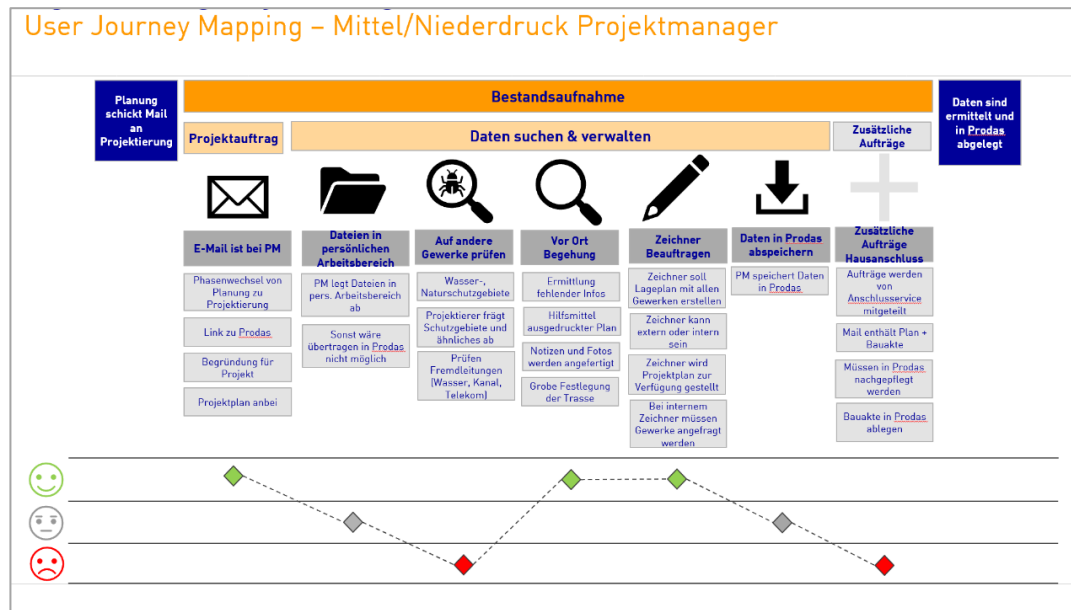 User Journey Mapping – Mittel/Niederdruck Projektmanager
Planung
schickt Mail
an
Projektierung
Bestandsaufnahme
Daten sind
ermittelt und
in Prodas
abgelegt
Projektauftrag
Daten suchen & verwalten
Zusätzliche
Aufträge
E-Mail ist bei PM
Phasenwechsel von
Planung zu
Projektierung
Link zu Prodas
Begründung für
Projekt
Projektplan anbei
Dateien in
persönlichen
Arbeitsbereich
PM legt Dateien in
pers. Arbeitsbereich
ab
Sonst wäre
übertragen in Prodas
nicht möglich
Auf andere
Gewerke prüfen
Wasser-,
Naturschutzgebiete
Projektierer frägt
Schutzgebiete und
ähnliches ab
Prüfen
Fremdleitungen
(Wasser, Kanal,
Telekom)
Vor Ort
Begehung
Ermittlung
fehlender Infos
Hilfsmittel
ausgedruckter Plan
Notizen und Fotos
werden angefertigt
Grobe Festlegung
der Trasse
Zeichner
Beauftragen
Zeichner soll
Lageplan mit allen
Gewerken erstellen
Zeichner kann
extern oder intern
sein
Zeichner wird
Projektplan zur
Verfügung gestellt
Bei internem
Zeichner müssen
Gewerke angefragt
werden
Daten in Prodas
abspeichern
PM speichert Daten
in Prodas
Zusätzliche
Aufträge
Hausanschluss
Aufträge werden
von
Anschlusservice
mitgeteilt
Mail enthält Plan +
Bauakte
Müssen in Prodas
nachgepflegt
werden
Bauakte in Prodas
ablegen